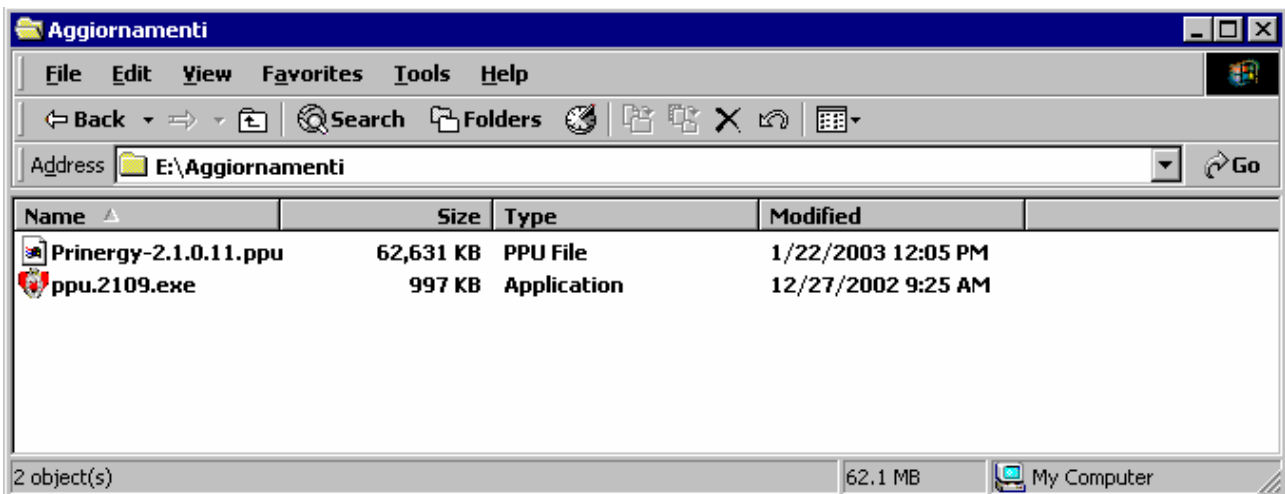 Aggiornamenti
File Edit View Favorites Tools Help
Back Search Folders
Address E:\Aggiornamenti Go
Name Size Type Modified
Prinergy-2.1.0.11.ppu 62,631 KB PPU File 1/22/2003 12:05 PM
ppu.2109.exe 997 KB Application 12/27/2002 9:25 AM
2 object(s) 62.1 MB My Computer